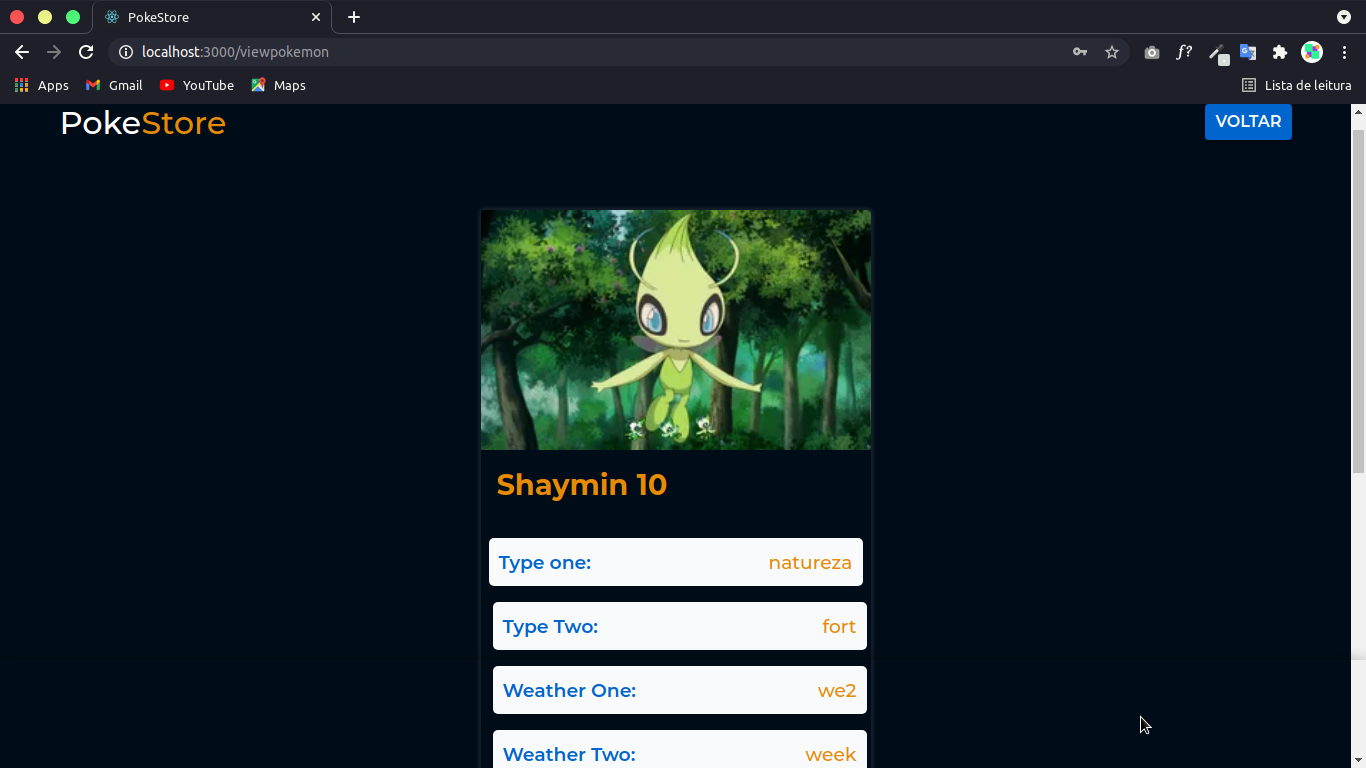 PokeStore
localhost:3000/viewpokemon
f?
Apps Gmail YouTube Maps Lista de leitura
PokeStore VOLTAR
Shaymin 10
Type one: natureza
Type Two: fort
Weather One: we2
Weather Two: week